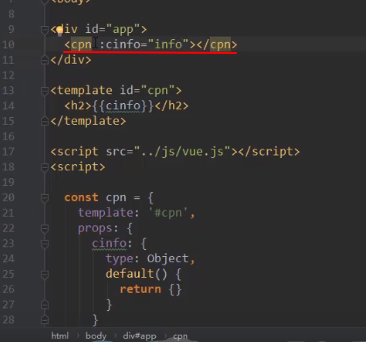 7 <body>
8
9 <div id="app">
10 <cpn :cinfo="info"></cpn>
11 </div>
12
13 <template id="cpn">
14 <h2>{{cinfo}}</h2>
15 </template>
16
17 <script src="../js/vue.js"></script>
18 <script>
19
20 const cpn = {
21 template: '#cpn',
22 props: {
23 cinfo: {
24 type: Object,
25 default() {
26 return {}
27 }
28 }
html body div#app cpn